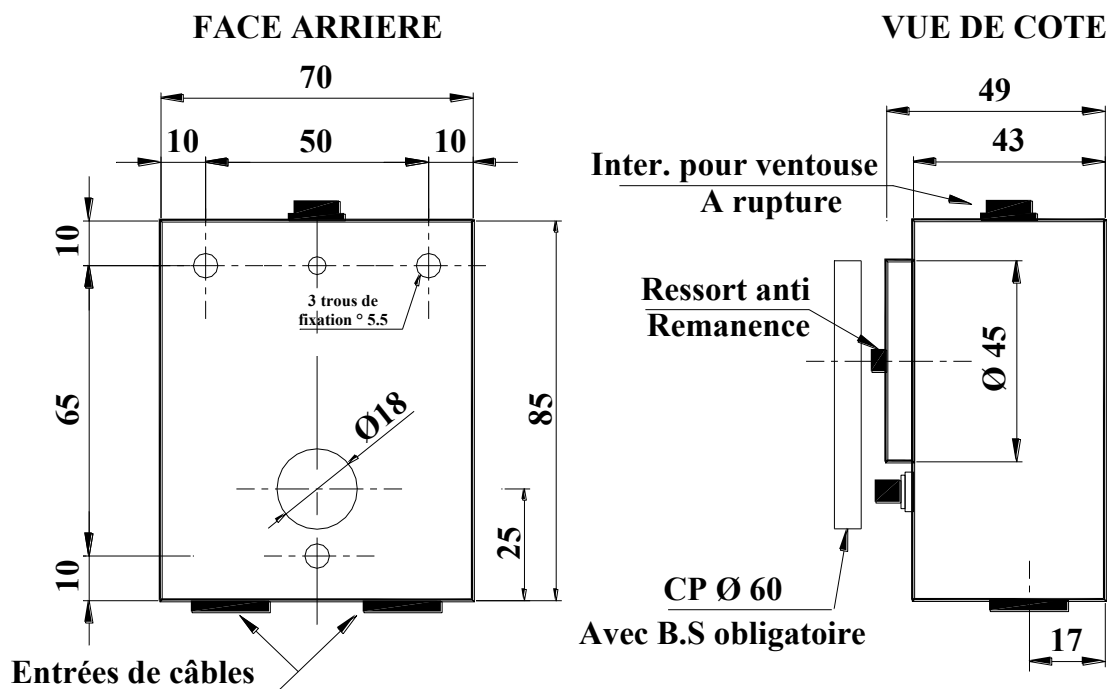 FACE ARRIERE
VUE DE COTE
70
49
10
50
10
43
Inter. pour ventouse
A rupture
10
3 trous de
fixation ° 5.5
Ressort anti
Remanence
65
Ø18
85
Ø 45
25
10
CP Ø 60
Avec B.S obligatoire
17
Entrées de câbles